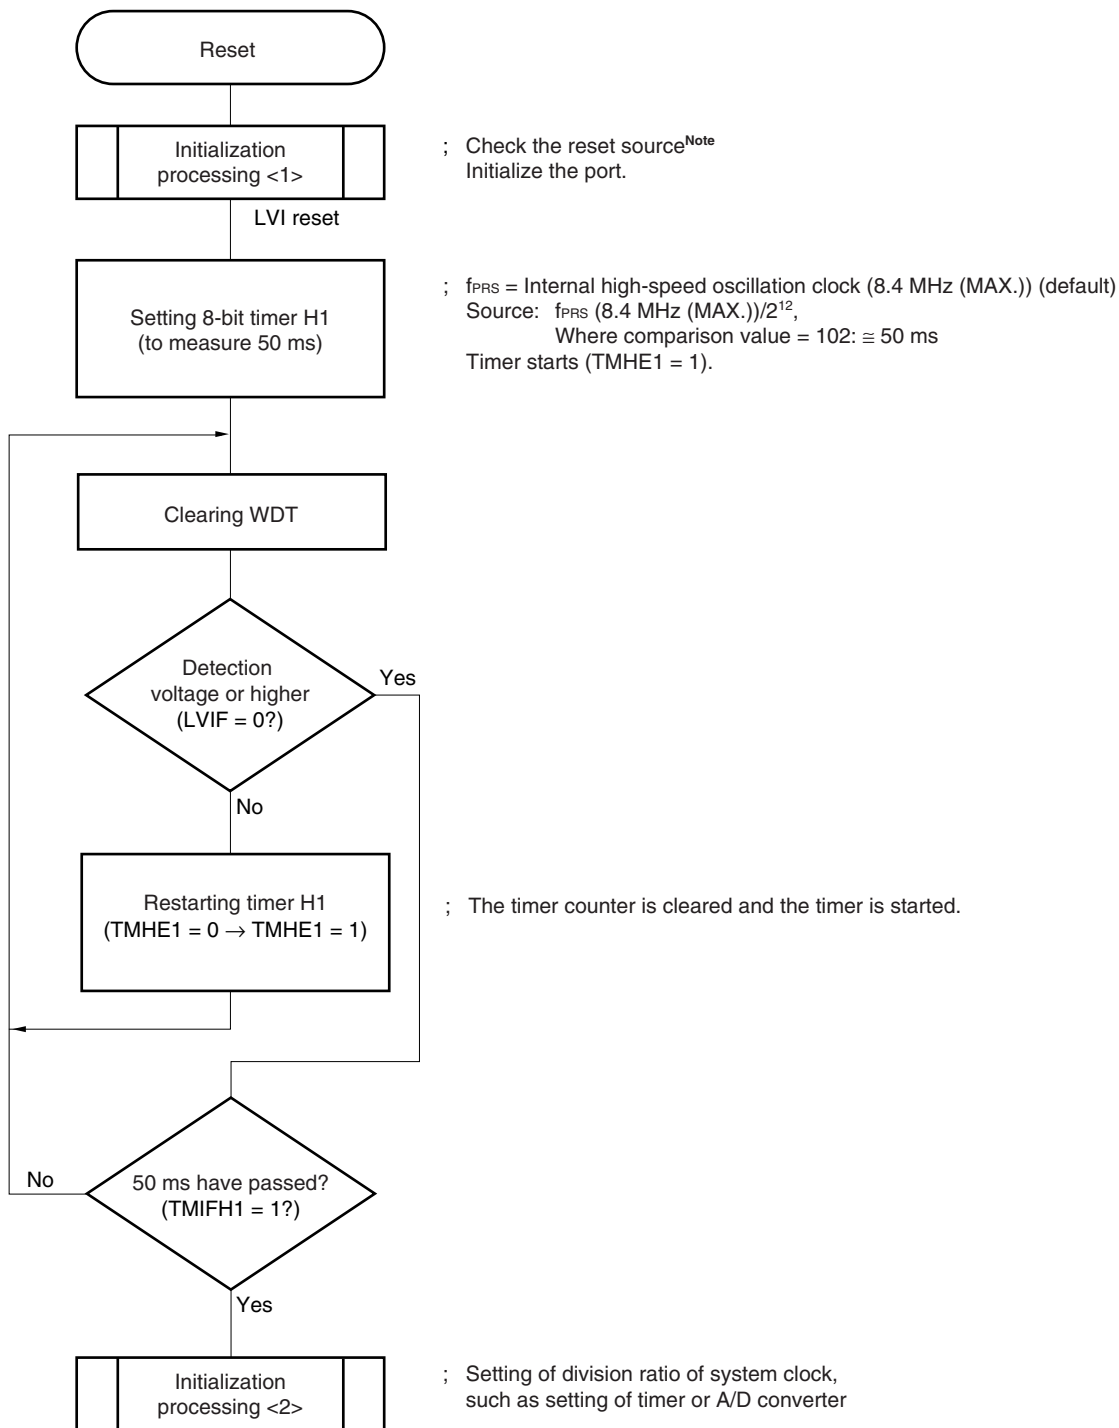 Reset
Initialization
processing <1>
; Check the reset sourceNote
Initialize the port.
LVI reset
Setting 8-bit timer H1
(to measure 50 ms)
; fPRS = Internal high-speed oscillation clock (8.4 MHz (MAX.)) (default)
Source: fPRS (8.4 MHz (MAX.))/2¹²,
Where comparison value = 102: ≅ 50 ms
Timer starts (TMHE1 = 1).
Clearing WDT
Detection
voltage or higher
(LVIF = 0?)
Yes
No
Restarting timer H1
(TMHE1 = 0 → TMHE1 = 1)
; The timer counter is cleared and the timer is started.
No
50 ms have passed?
(TMIFH1 = 1?)
Yes
Initialization
processing <2>
; Setting of division ratio of system clock,
such as setting of timer or A/D converter